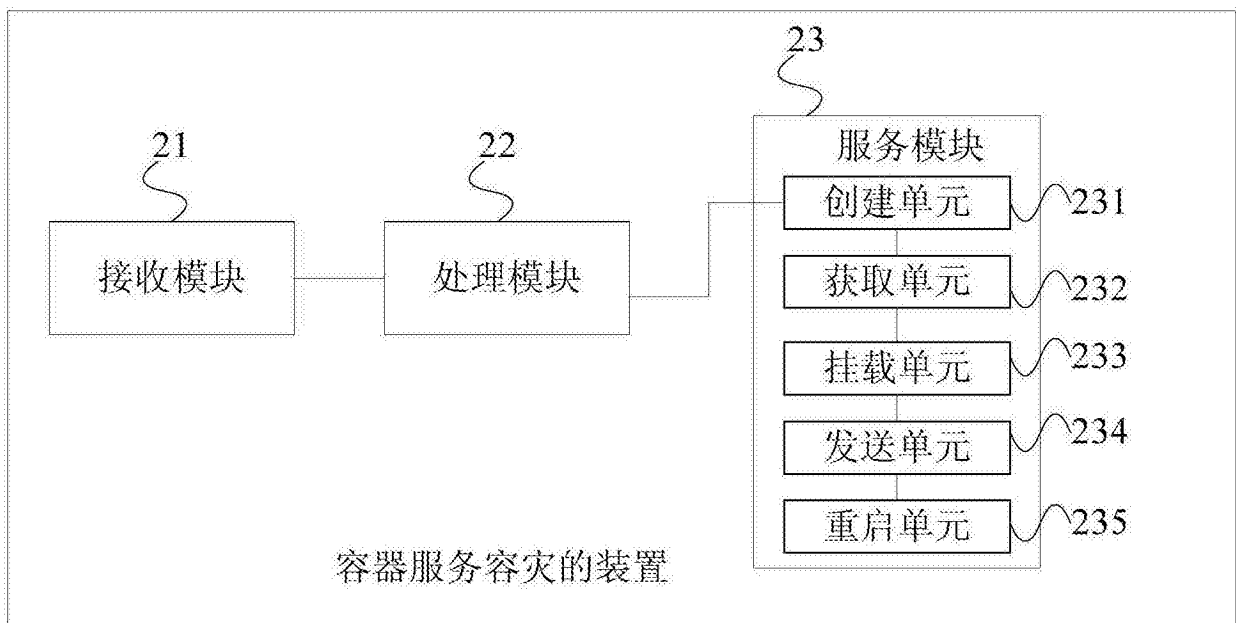 23
21
22
服务模块
创建单元
231
接收模块
处理模块
获取单元
232
挂载单元
233
发送单元
234
重启单元
235
容器服务容灾的装置